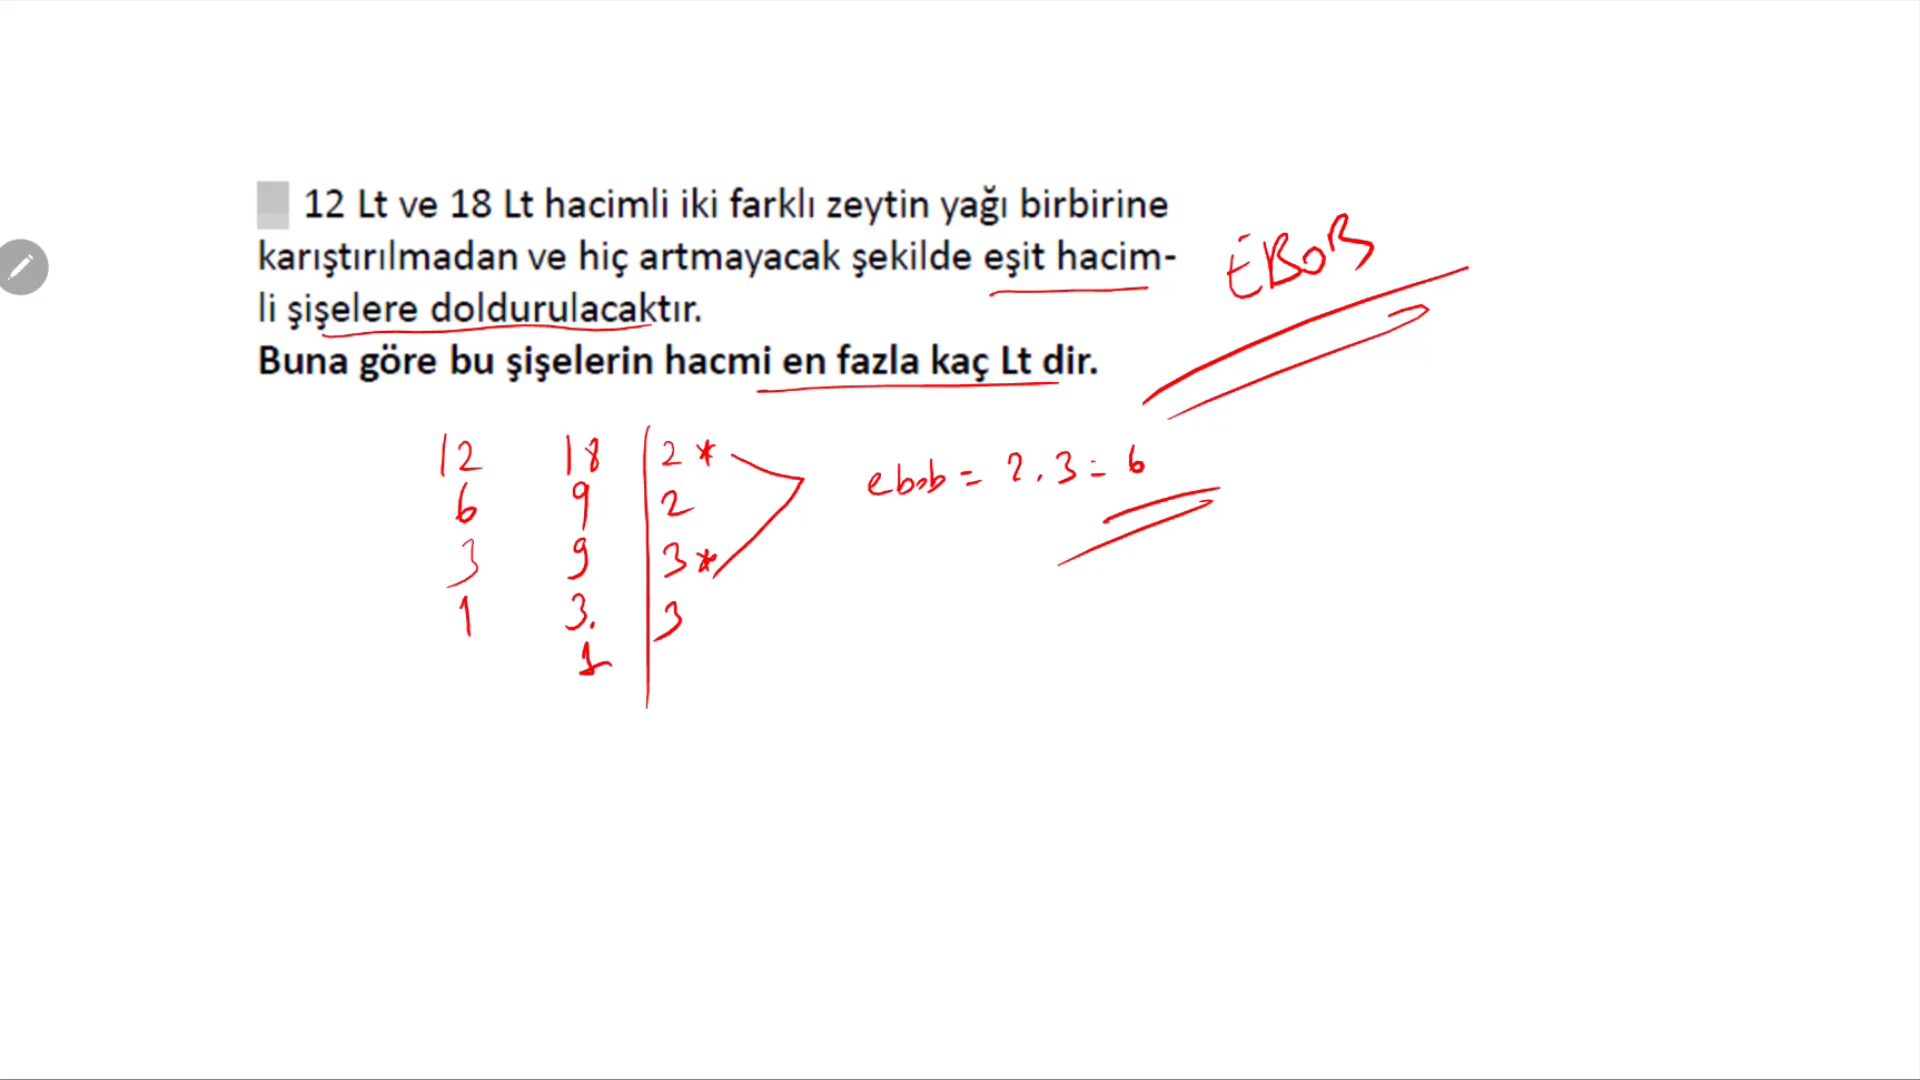 12 Lt ve 18 Lt hacimli iki farklı zeytin yağı birbirine
karıştırılmadan ve hiç artmayacak şekilde eşit hacim-
li şişelere doldurulacaktır.
Buna göre bu şişelerin hacmi en fazla kaç Lt dir.
EBOB
12 18 2 *
6 9 2
3 9 3 *
1 3. 3
1
ebob = 2.3 = 6